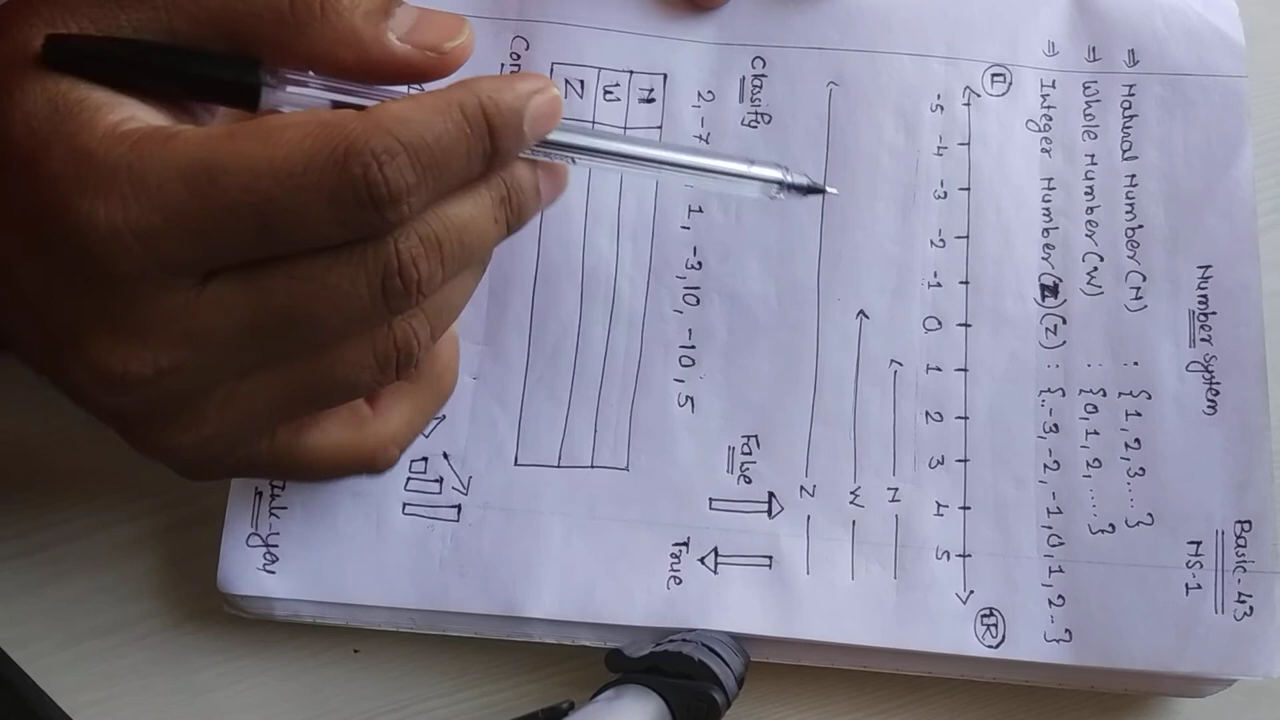 Basic-43
Number system NS-1
⇒ Natural Number (N) : {1, 2, 3....}
⇒ Whole Number (W) : {0, 1, 2, ....}
⇒ Integer Number (Z) (Z) : {..-3, -2, -1, 0, 1, 2..}
L R
-5 -4 -3 -2 -1 0 1 2 3 4 5
N
W
Z
Classify False True
2, -7 , 1, -3, 10, -10, 5
N
W
Z